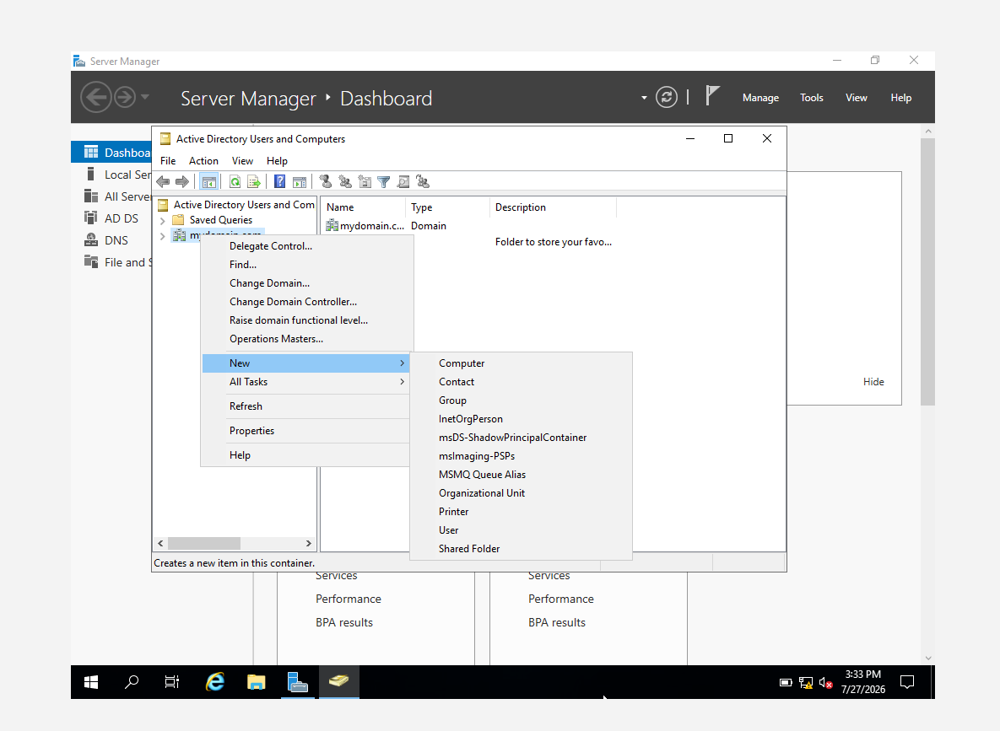 Server Manager
Server Manager • Dashboard
Manage Tools View Help
Active Directory Users and Computers
File Action View Help
Dashboa
Local Ser
All Server
AD DS
DNS
File and S
Active Directory Users and Com
Saved Queries
mydomain.com
Name Type Description
mydomain.c... Domain
Folder to store your favo...
Delegate Control...
Find...
Change Domain...
Change Domain Controller...
Raise domain functional level...
Operations Masters...
New
All Tasks
Refresh
Properties
Help
Computer
Contact
Group
InetOrgPerson
msDS-ShadowPrincipalContainer
msImaging-PSPs
MSMQ Queue Alias
Organizational Unit
Printer
User
Shared Folder
Hide
Creates a new item in this container.
Services
Performance
BPA results
Services
Performance
BPA results
3:33 PM
7/27/2026